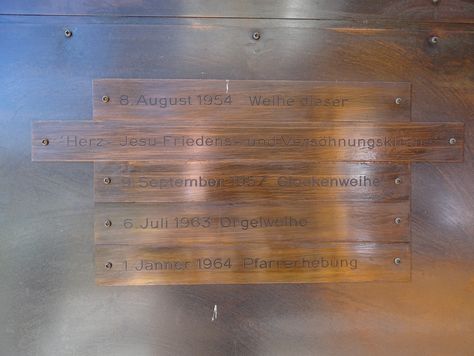 8. August 1954 Weihe dieser
"Herz-Jesu-Friedens- und Versöhnungskirche"
9. September 1957 Glockenweihe
6. Juli 1963 Orgelweihe
1. Jänner 1964 Pfarrerhebung